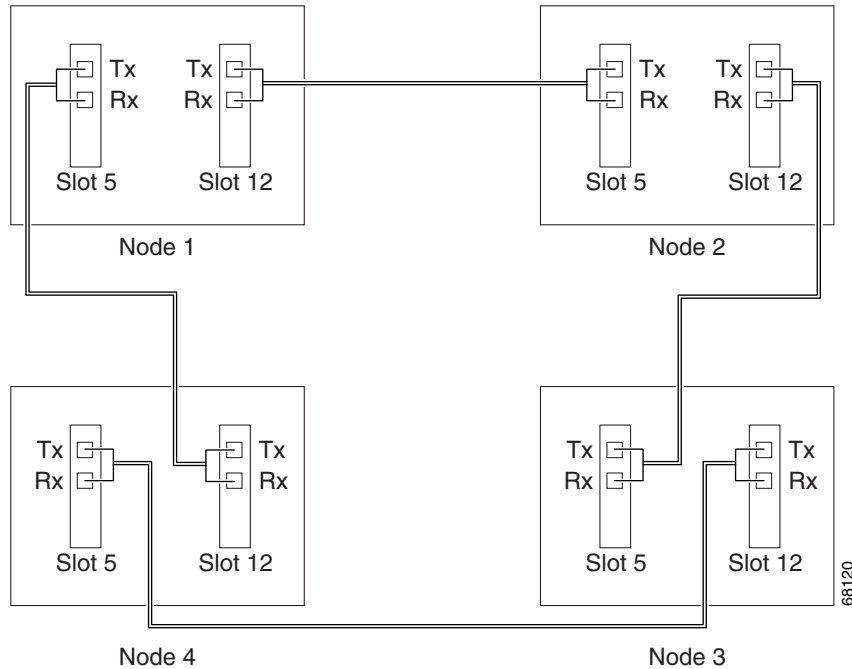 Tx Tx Tx Tx
Rx Rx Rx Rx
Slot 5 Slot 12 Slot 5 Slot 12
Node 1 Node 2
Tx Tx Tx Tx
Rx Rx Rx Rx
Slot 5 Slot 12 Slot 5 Slot 12
68120
Node 4 Node 3